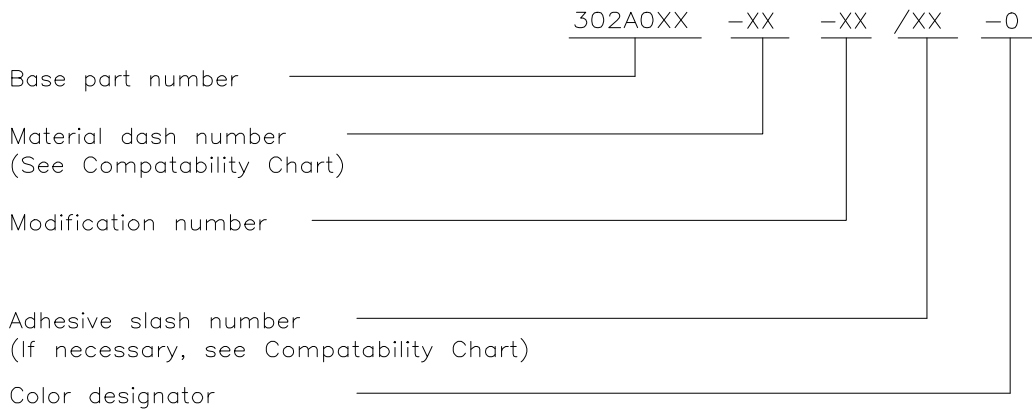 302A0XX -XX -XX /XX -0
Base part number
Material dash number
(See Compatability Chart)
Modification number
Adhesive slash number
(If necessary, see Compatability Chart)
Color designator